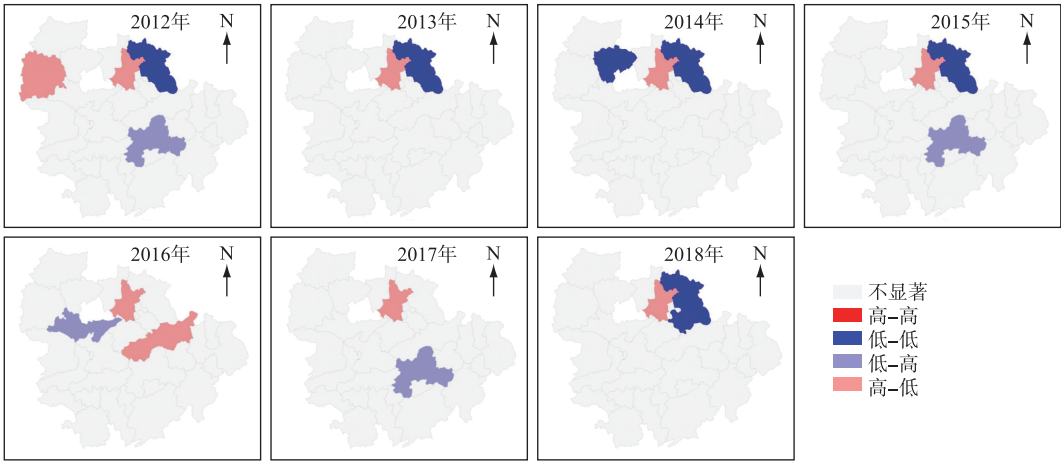 2012年 N
2013年 N
2014年 N
2015年 N
2016年 N
2017年 N
2018年 N
不显著
高–高
低–低
低–高
高–低